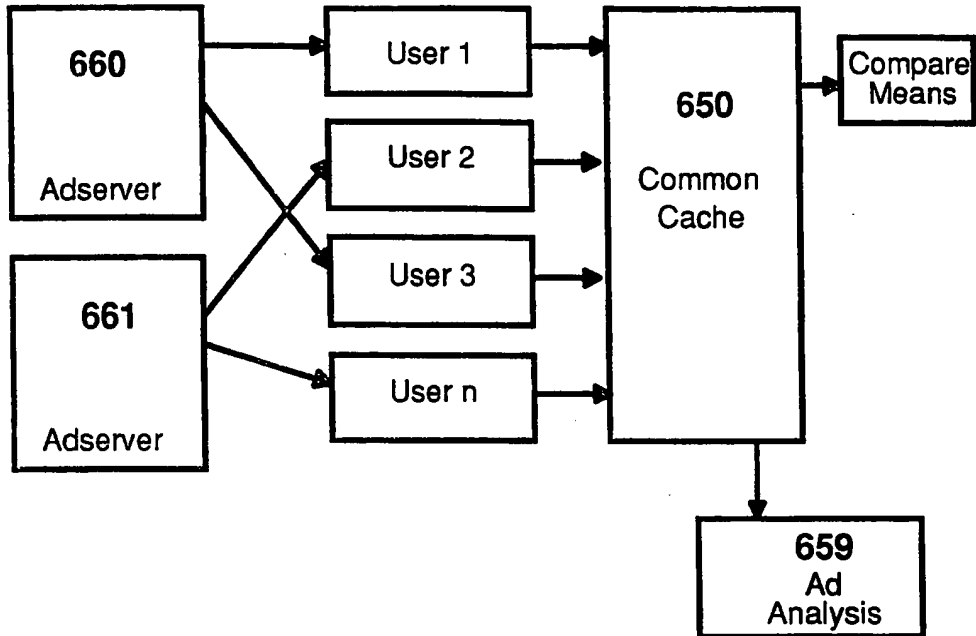 660
Adserver
661
Adserver
User 1
User 2
User 3
User n
650
Common
Cache
Compare
Means
659
Ad
Analysis